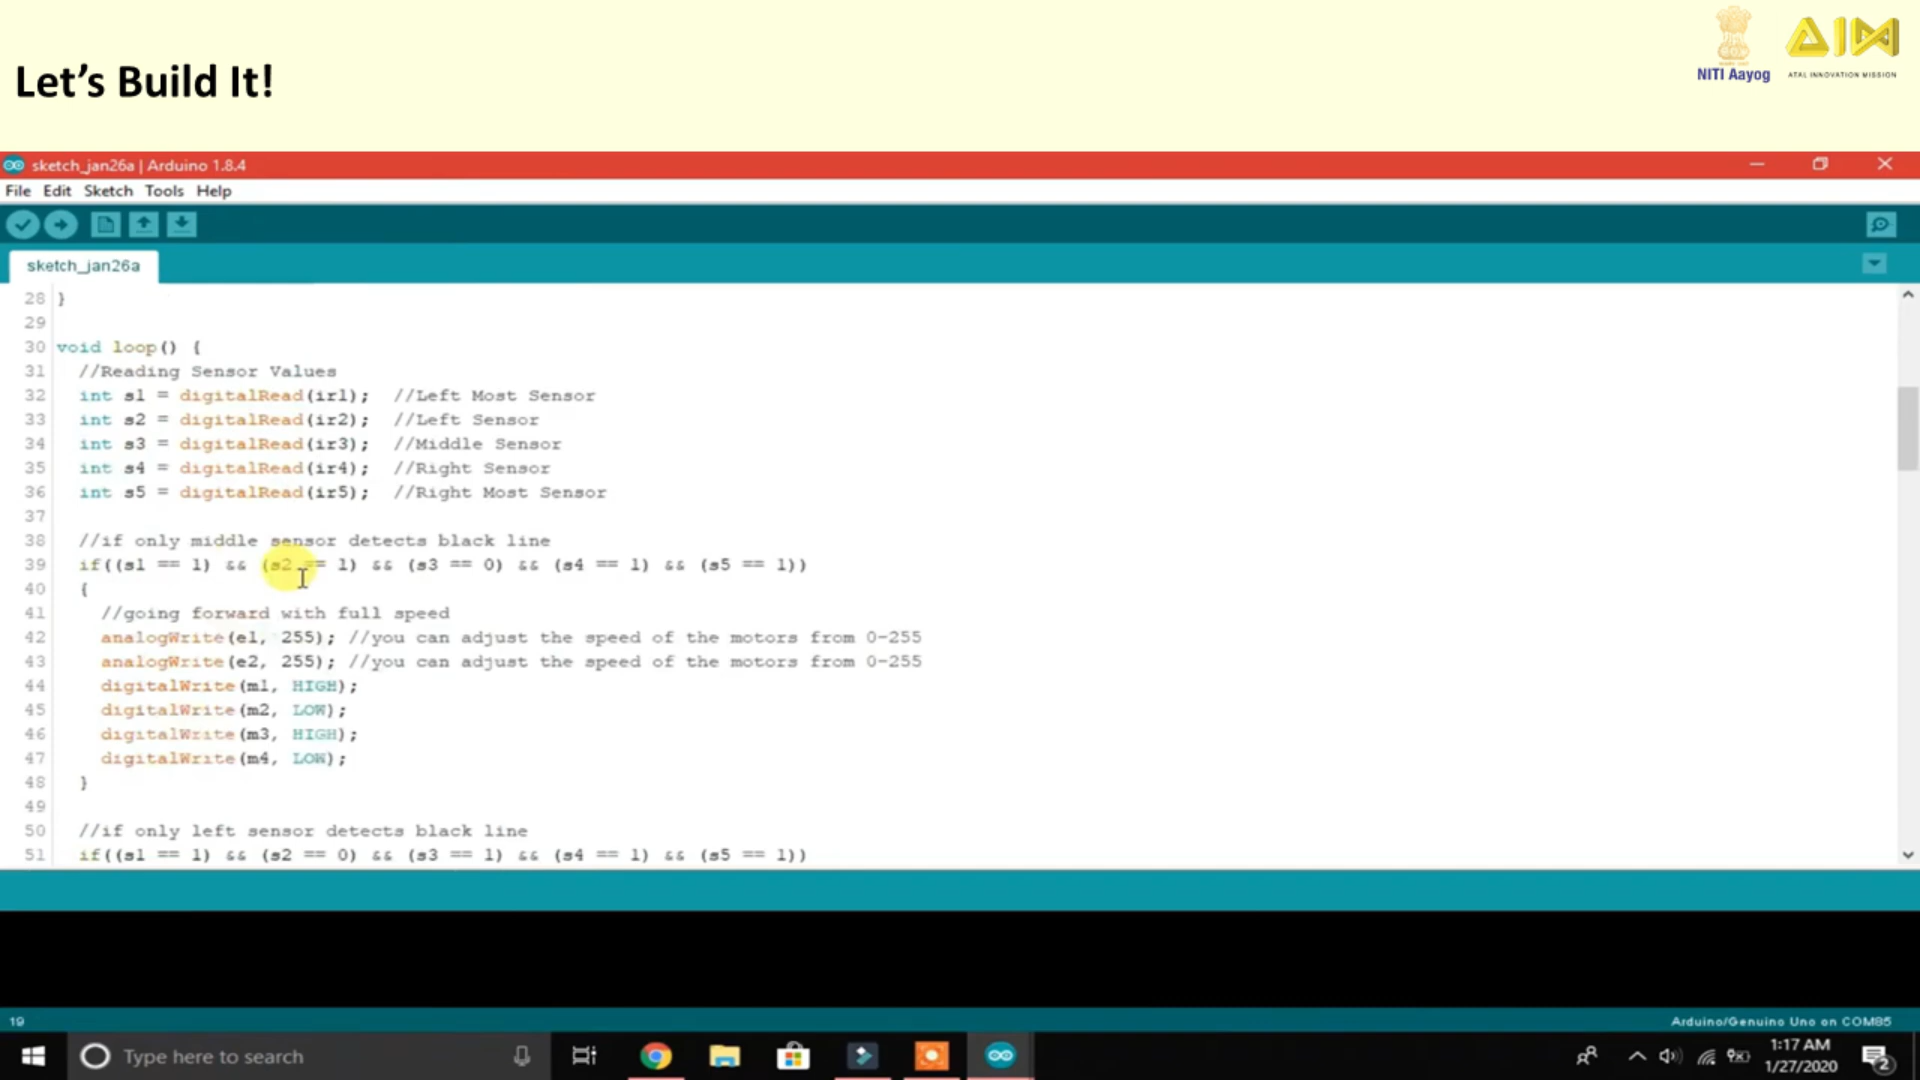 Let's Build It!
NITI Aayog
AIM
ATAL INNOVATION MISSION
sketch_jan26a | Arduino 1.8.4
File Edit Sketch Tools Help
sketch_jan26a
28 }
29
30 void loop() {
31 //Reading Sensor Values
32 int s1 = digitalRead(ir1); //Left Most Sensor
33 int s2 = digitalRead(ir2); //Left Sensor
34 int s3 = digitalRead(ir3); //Middle Sensor
35 int s4 = digitalRead(ir4); //Right Sensor
36 int s5 = digitalRead(ir5); //Right Most Sensor
37
38 //if only middle sensor detects black line
39 if((s1 == 1) && (s2 == 1) && (s3 == 0) && (s4 == 1) && (s5 == 1))
40 {
41 //going forward with full speed
42 analogWrite(e1, 255); //you can adjust the speed of the motors from 0-255
43 analogWrite(e2, 255); //you can adjust the speed of the motors from 0-255
44 digitalWrite(m1, HIGH);
45 digitalWrite(m2, LOW);
46 digitalWrite(m3, HIGH);
47 digitalWrite(m4, LOW);
48 }
49
50 //if only left sensor detects black line
51 if((s1 == 1) && (s2 == 0) && (s3 == 1) && (s4 == 1) && (s5 == 1))
19
Arduino/Genuino Uno on COM85
Type here to search
1:17 AM
1/27/2020
2